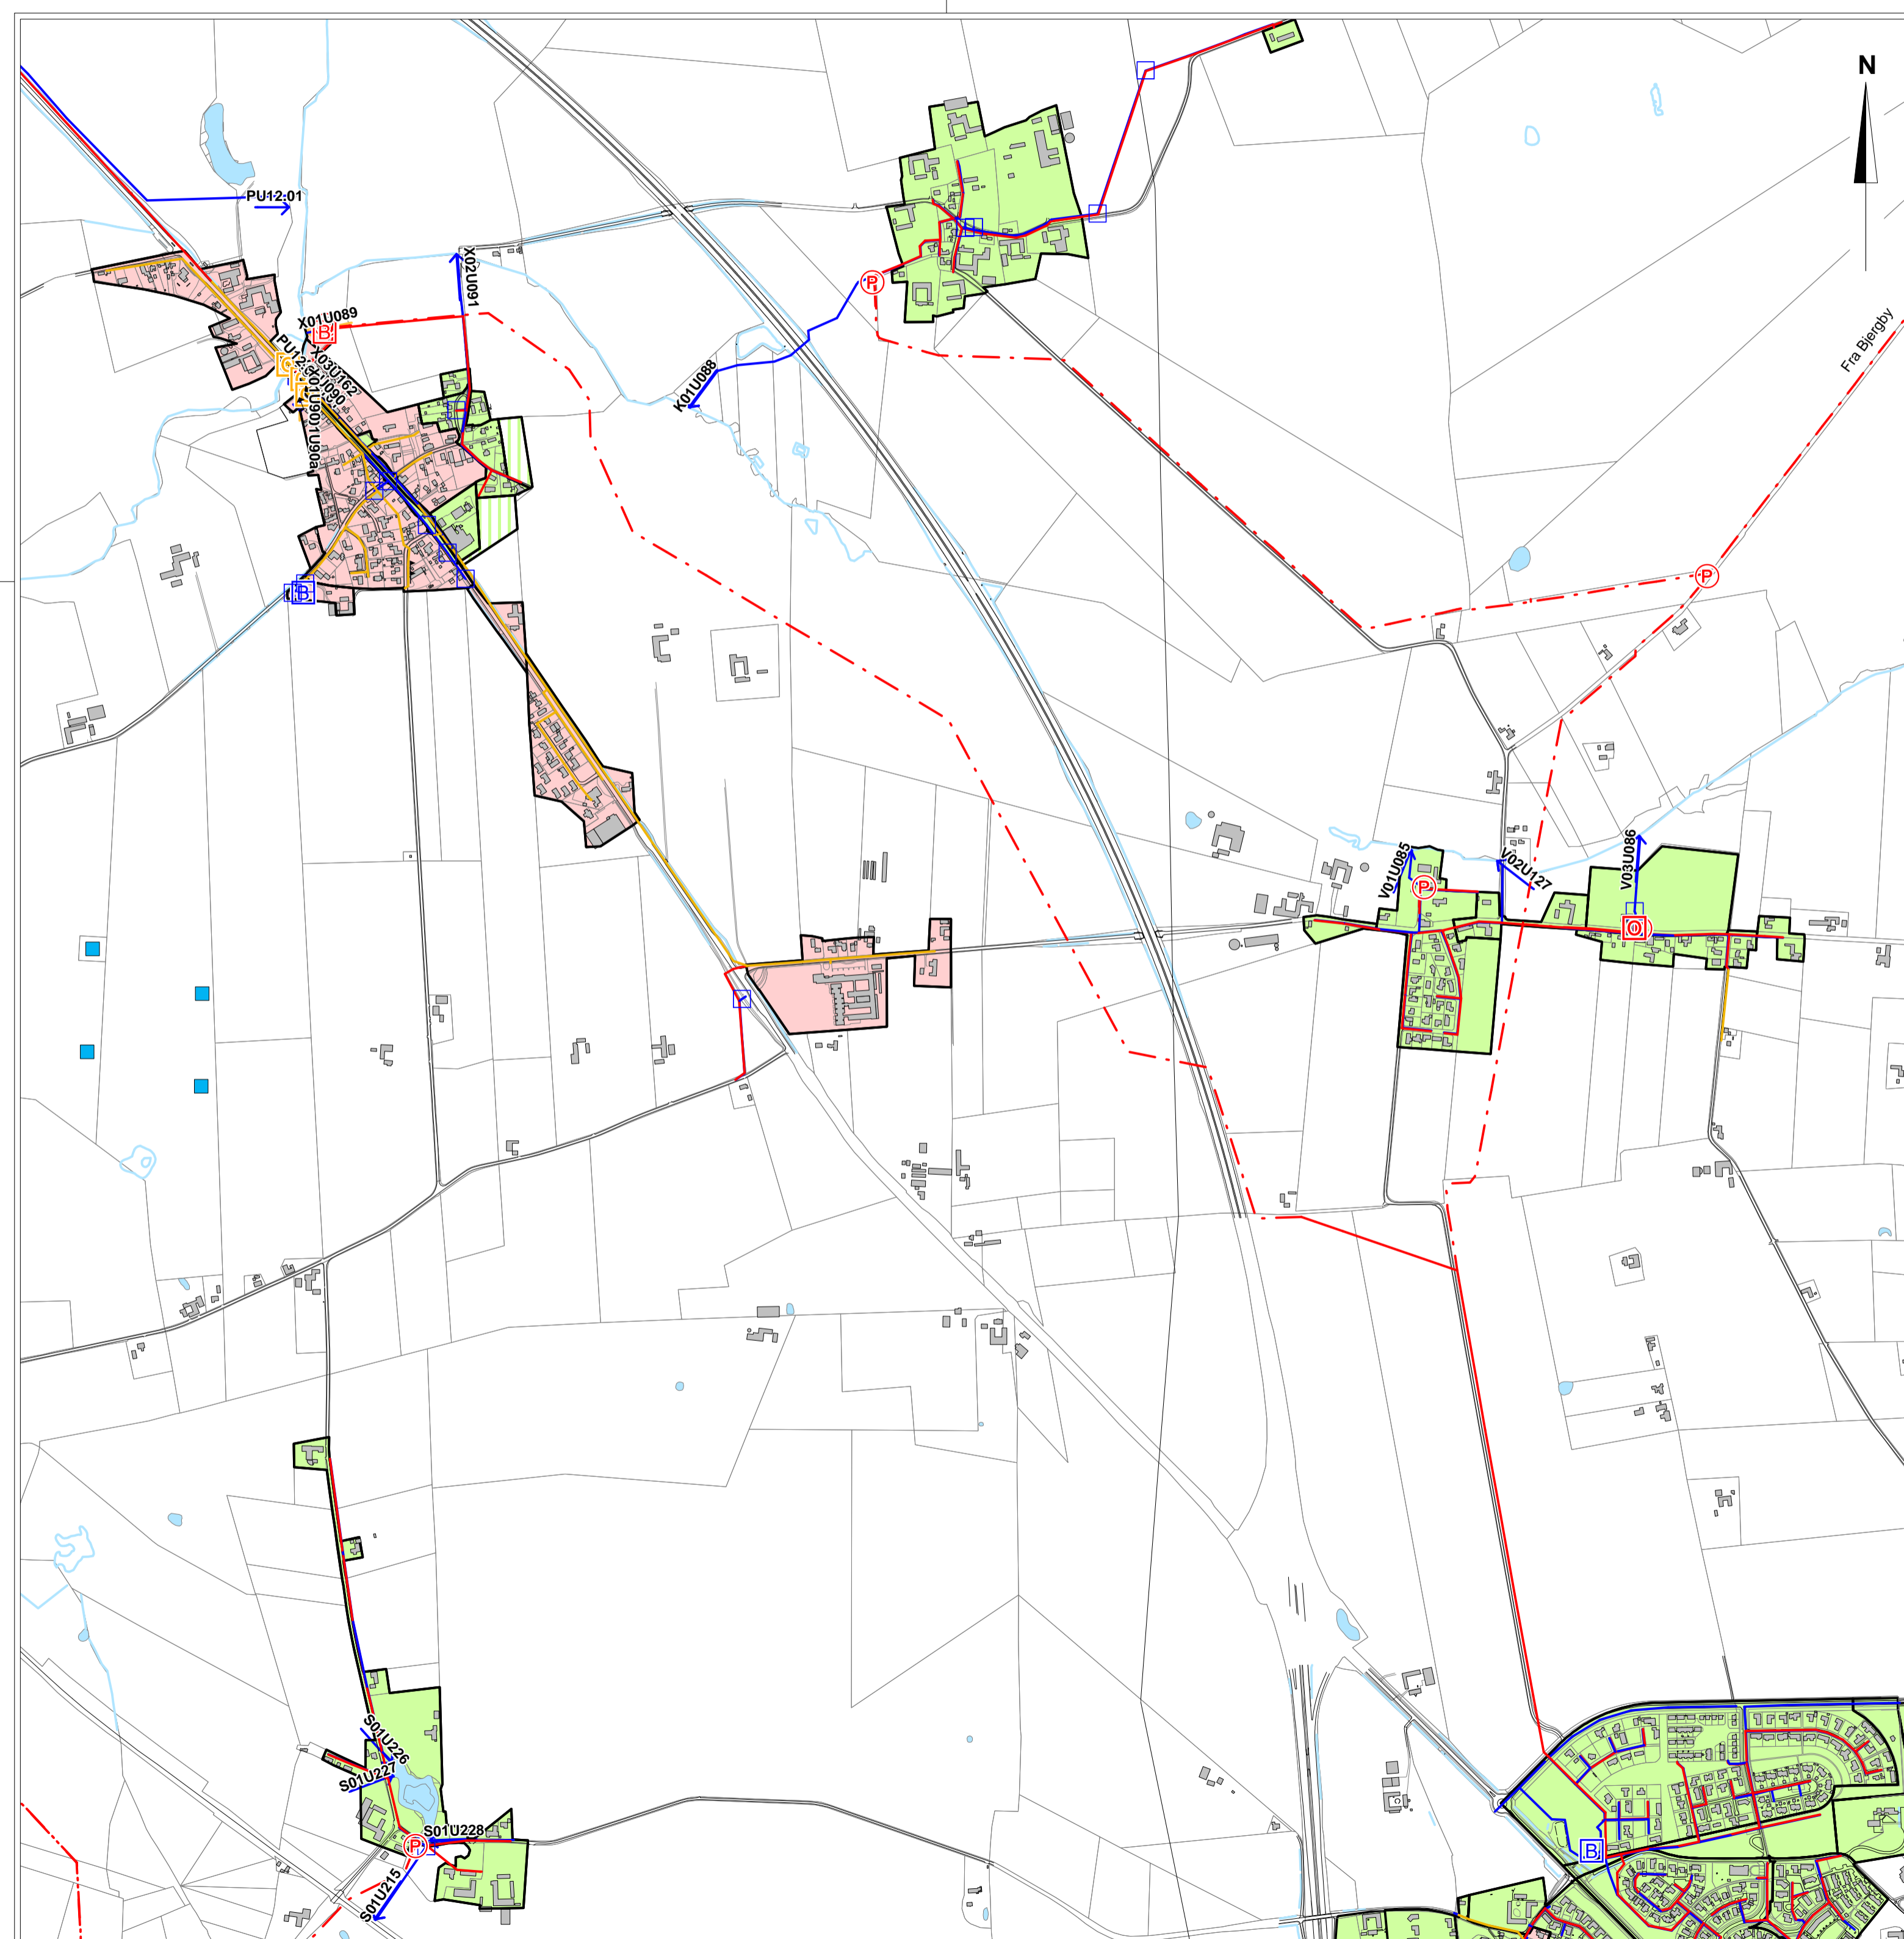 N
PU12.01
X02U091
P
Fra Bjergby
X01U089
B
X03U162
K01U088
P
B
V01U085
V02U127
V03U086
P
O
S01U226
S01U227
S01U228
P
S01U215
B